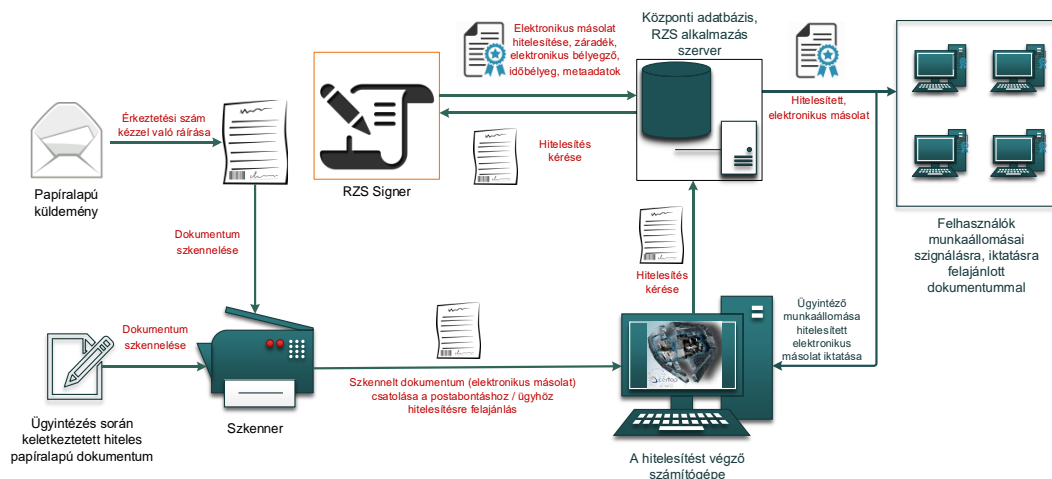 Elektronikus másolat
hitelesítése, záradék,
elektronikus bélyegző,
időbélyeg, metaadatok
Központi adatbázis,
RZS alkalmazás
szerver
Érkeztetési szám
kézzel való ráírása
Hitelesített,
elektronikus másolat
Hitelesítés
kérése
Papíralapú
küldemény
RZS Signer
Felhasználók
munkaállomásai
szignálásra, iktatásra
felajánlott
dokumentummal
Dokumentum
szkennelése
Hitelesítés
kérése
Ügyintéző
munkaállomása
hitelesített
elektronikus
másolat iktatása
Dokumentum
szkennelése
Szkennelt dokumentum (elektronikus másolat)
csatolása a postabontáshoz / ügyhöz
hitelesítésre felajánlás
certop
Ügyintézés során
keletkeztetett hiteles
papíralapú dokumentum
Szkenner
A hitelesítést végző
számítógépe